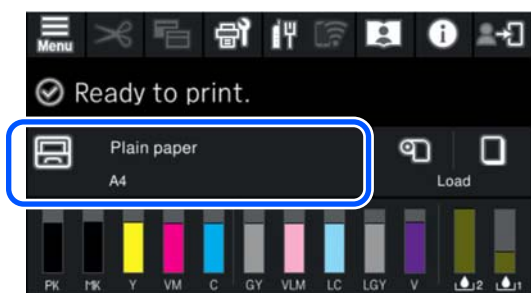 Menu
Ready to print.
Plain paper
A4
Load
PK MK Y VM C GY VLM LC LGY V 2 1